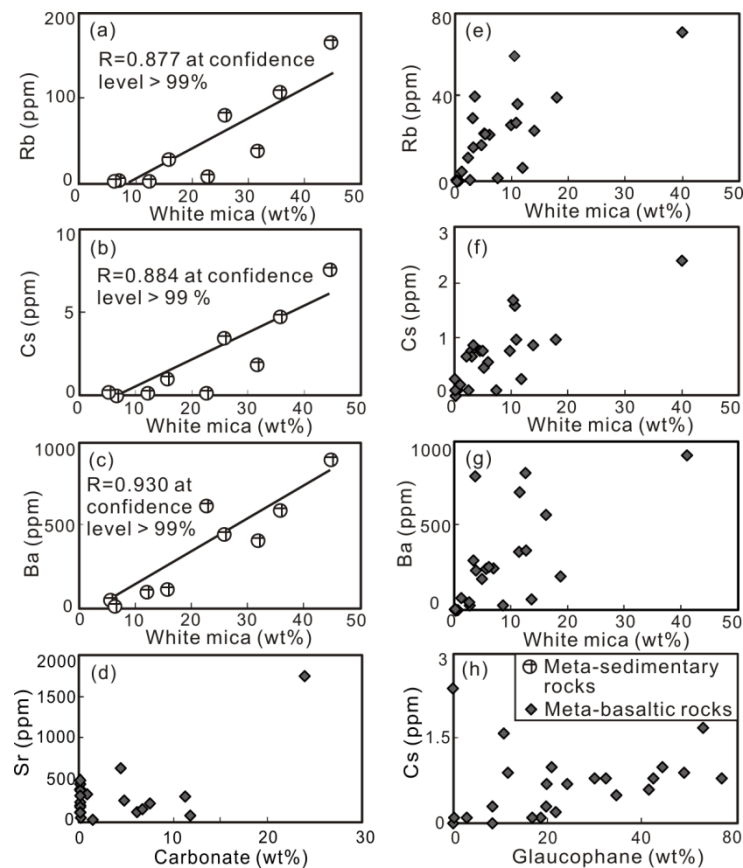 (a)
R=0.877 at confidence
level > 99%
200
100
0
Rb (ppm)
0 10 20 30 40 50
White mica (wt%)
(e)
80
40
0
Rb (ppm)
0 10 20 30 40 50
White mica (wt%)
(b)
R=0.884 at confidence
level > 99 %
10
5
0
Cs (ppm)
0 10 20 30 40 50
White mica (wt%)
(f)
3
2
1
0
Cs (ppm)
0 10 20 30 40 50
White mica (wt%)
(c)
R=0.930 at
confidence
level > 99%
1000
500
0
Ba (ppm)
0 10 20 30 40 50
White mica (wt%)
(g)
1000
500
0
Ba (ppm)
0 10 20 30 40 50
White mica (wt%)
(d)
2000
1500
1000
500
0
Sr (ppm)
0 10 20 30
Carbonate (wt%)
(h)
Meta-sedimentary
rocks
Meta-basaltic rocks
3
1.5
0
Cs (ppm)
0 20 40 60 80
Glaucophane (wt%)